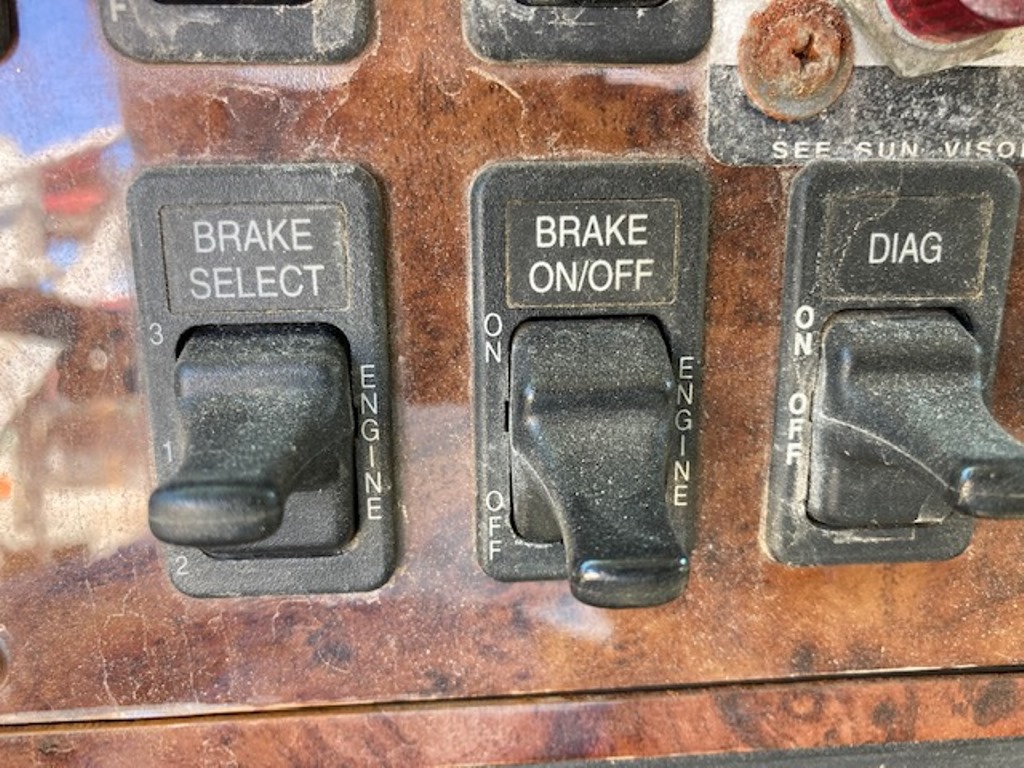 F
SEE SUN VISOR
BRAKE
SELECT
3
1
2
ENGINE
BRAKE
ON/OFF
ON
OFF
ENGINE
DIAG
ON
OFF